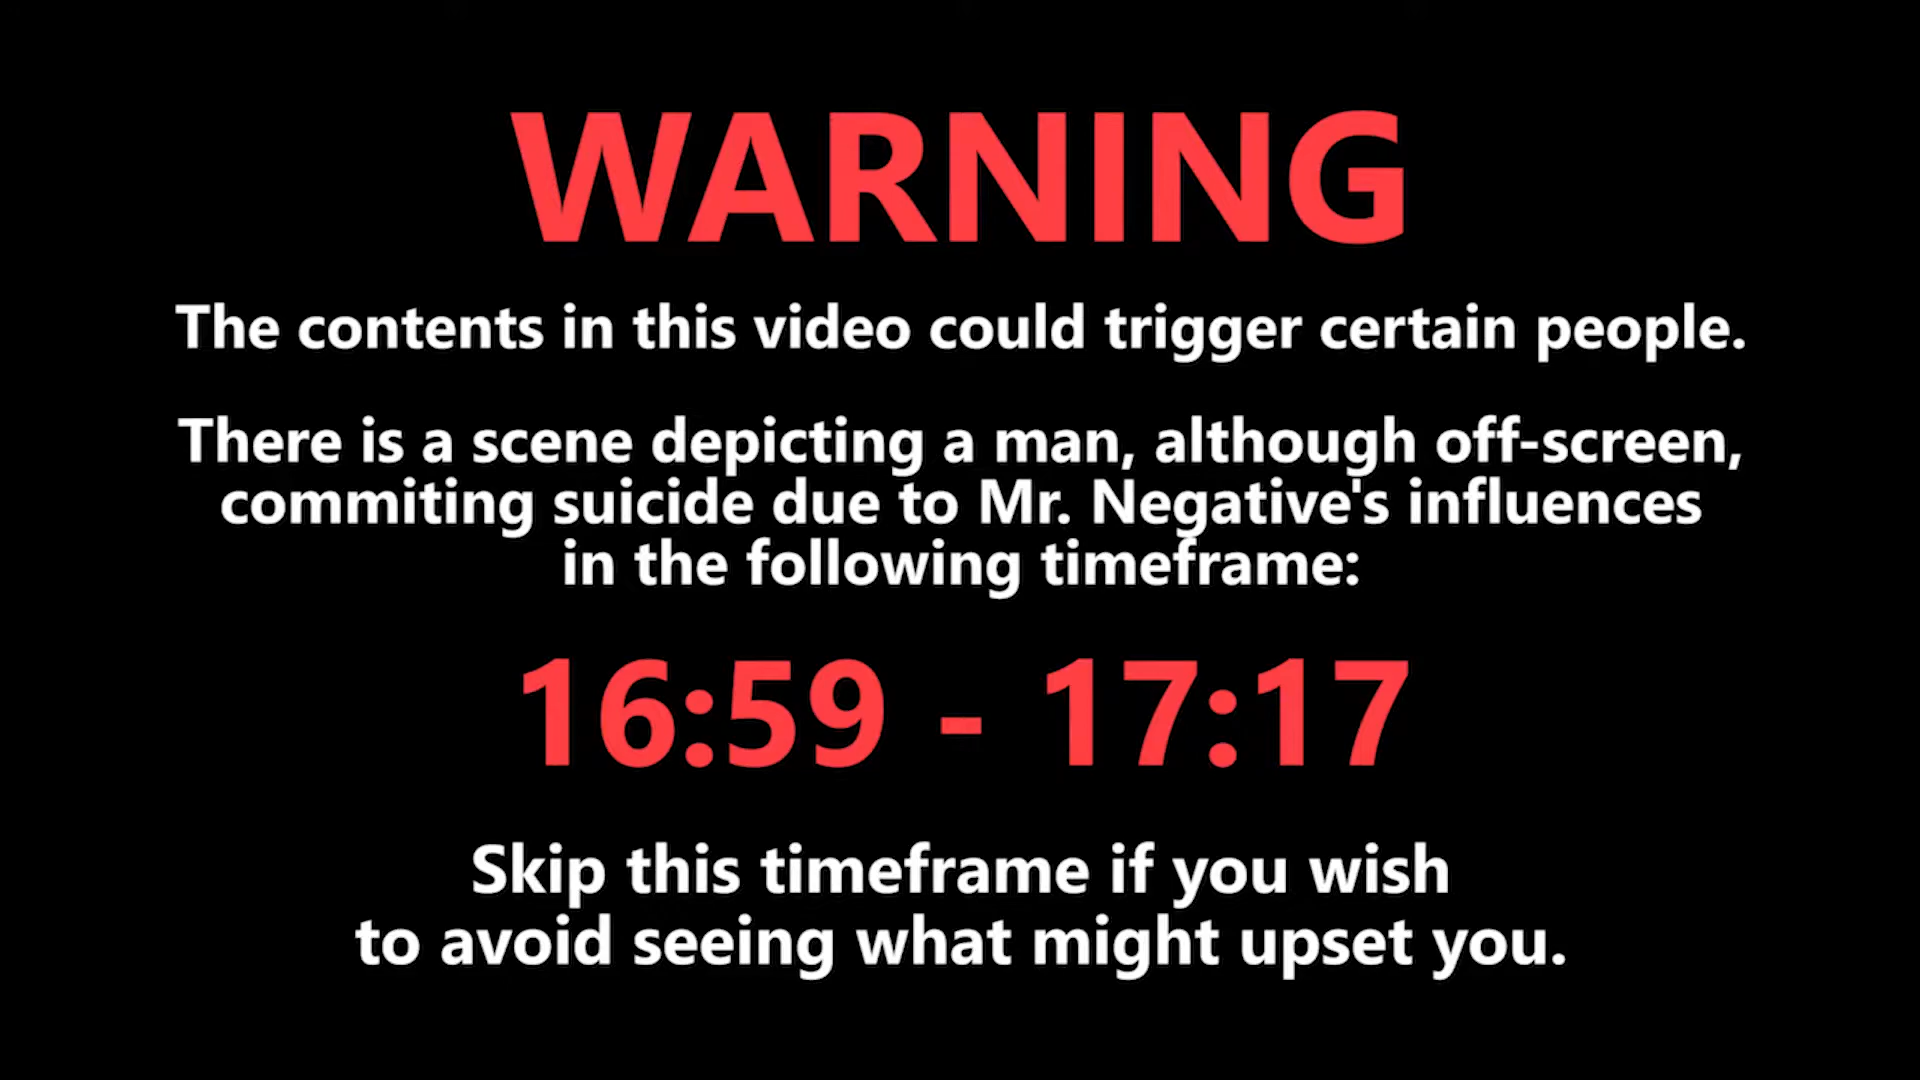 WARNING
The contents in this video could trigger certain people.
There is a scene depicting a man, although off-screen,
commiting suicide due to Mr. Negative's influences
in the following timeframe:
16:59 - 17:17
Skip this timeframe if you wish
to avoid seeing what might upset you.